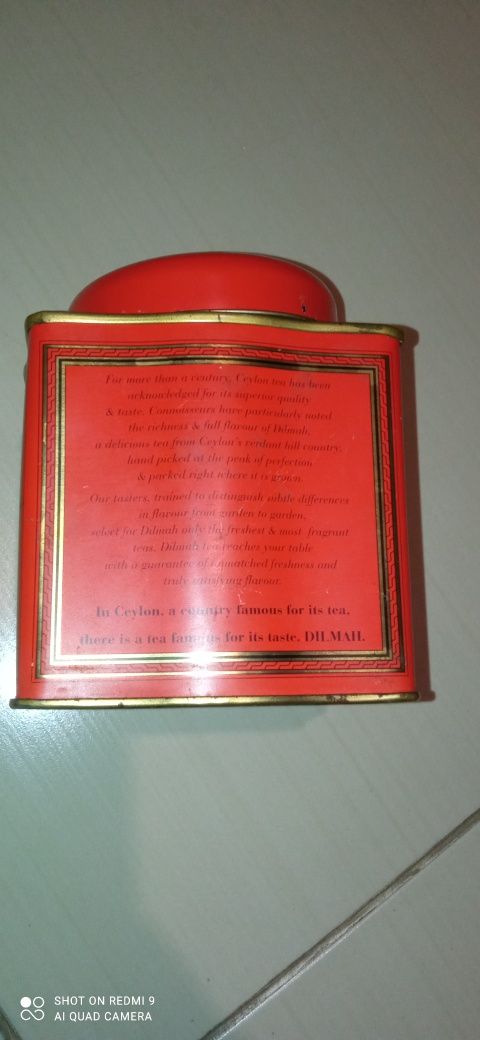 For more than a century, Ceylon tea has been
acknowledged for its superior quality
& taste. Connoisseurs have particularly noted
the richness & full flavour of Dilmah,
a delicious tea from Ceylon's verdant hill country,
hand picked at the peak of perfection
& packed right where it is grown.
Our tasters, trained to distinguish subtle differences
in flavour from garden to garden,
select for Dilmah only the freshest & most fragrant
teas. Dilmah tea reaches your table
with a guarantee of unmatched freshness and
truly satisfying flavour.
In Ceylon, a country famous for its tea,
there is a tea famous for its taste. DILMAH.
SHOT ON REDMI 9
AI QUAD CAMERA